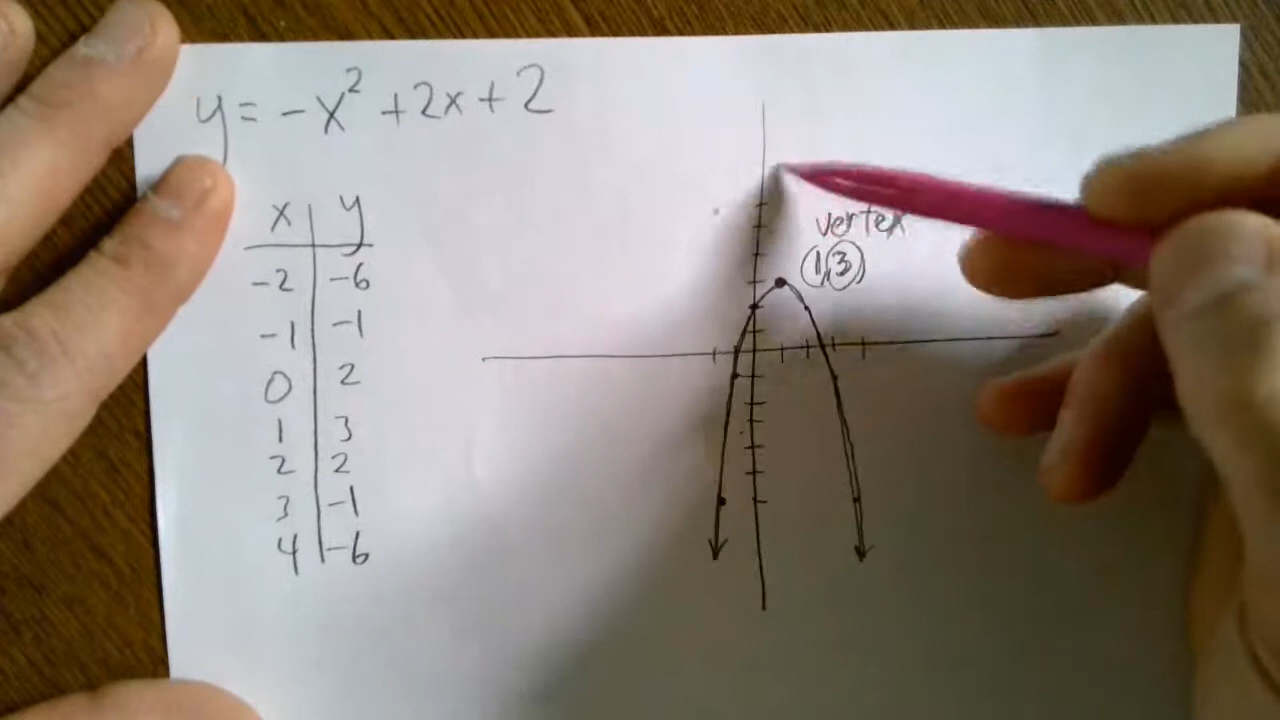 y = -x² + 2x + 2
x y
-2 -6
-1 -1
0 2
1 3
2 2
3 -1
4 -6
vertex
(1,3)